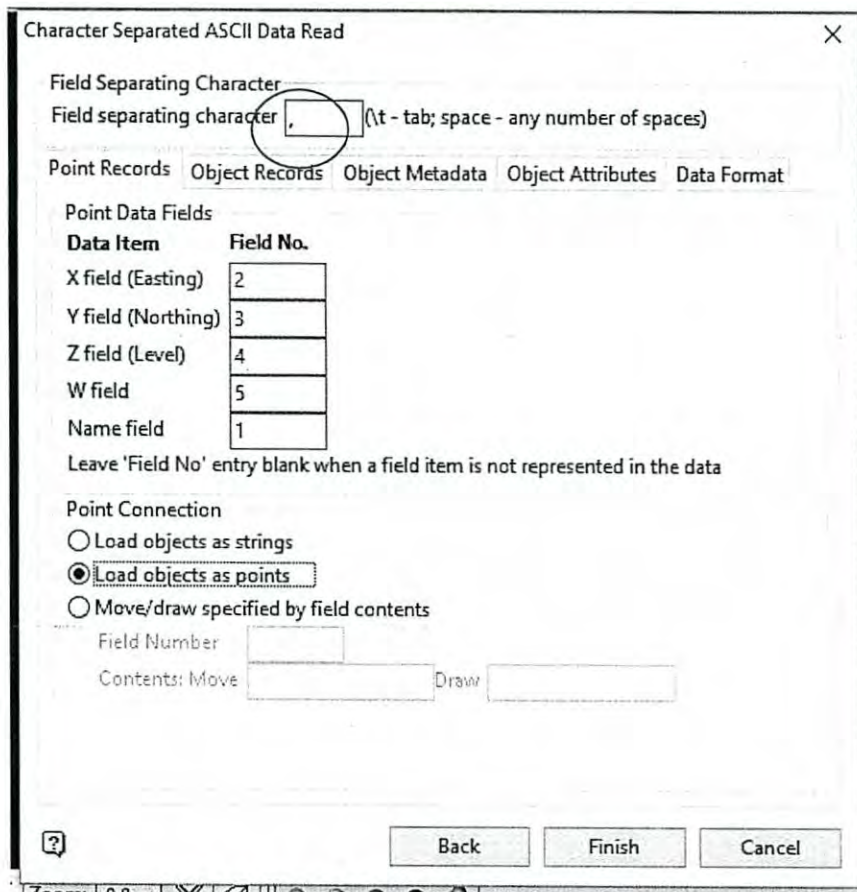 Character Separated ASCII Data Read
Field Separating Character
Field separating character , (\t - tab; space - any number of spaces)
Point Records Object Records Object Metadata Object Attributes Data Format
Point Data Fields
Data Item Field No.
X field (Easting) 2
Y field (Northing) 3
Z field (Level) 4
W field 5
Name field 1
Leave 'Field No' entry blank when a field item is not represented in the data
Point Connection
Load objects as strings
Load objects as points
Move/draw specified by field contents
Field Number
Contents: Move Draw
? Back Finish Cancel